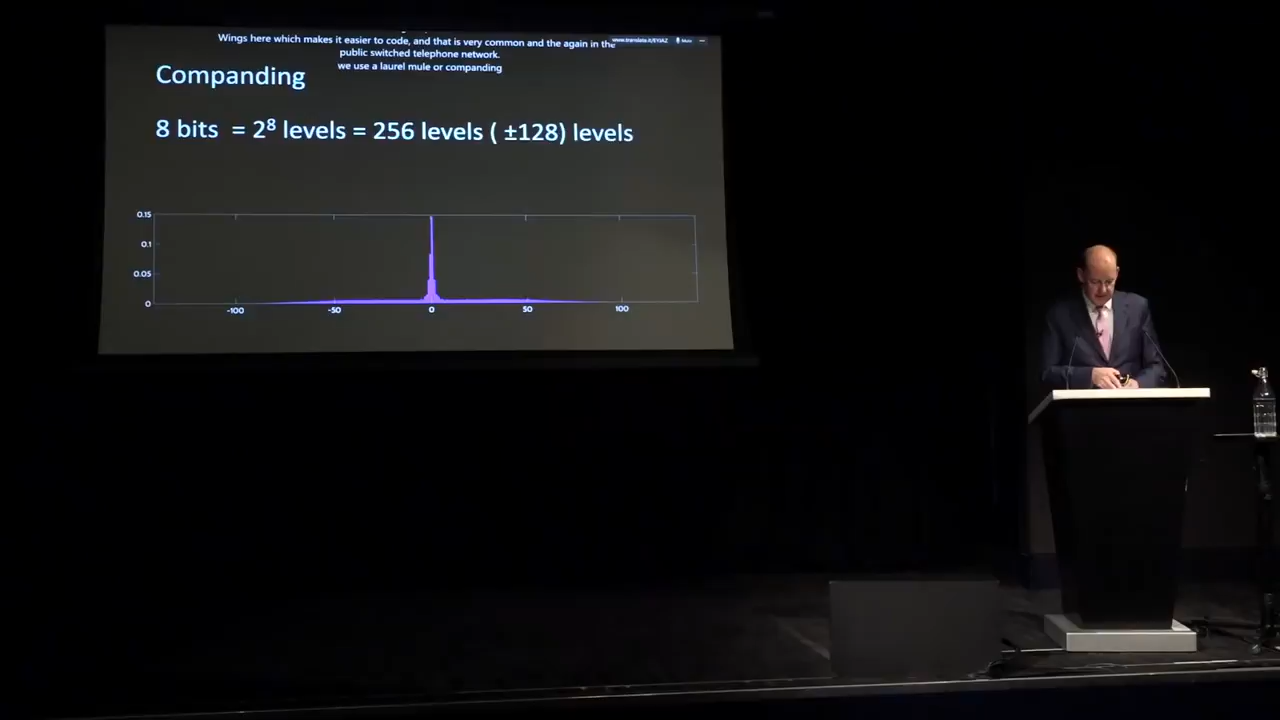 Wings here which makes it easier to code, and that is very common and the again in the
public switched telephone network.
we use a laurel mule or companding
Companding
8 bits = 2⁸ levels = 256 levels ( ±128) levels
0.15
0.1
0.05
0
-100 -50 0 50 100